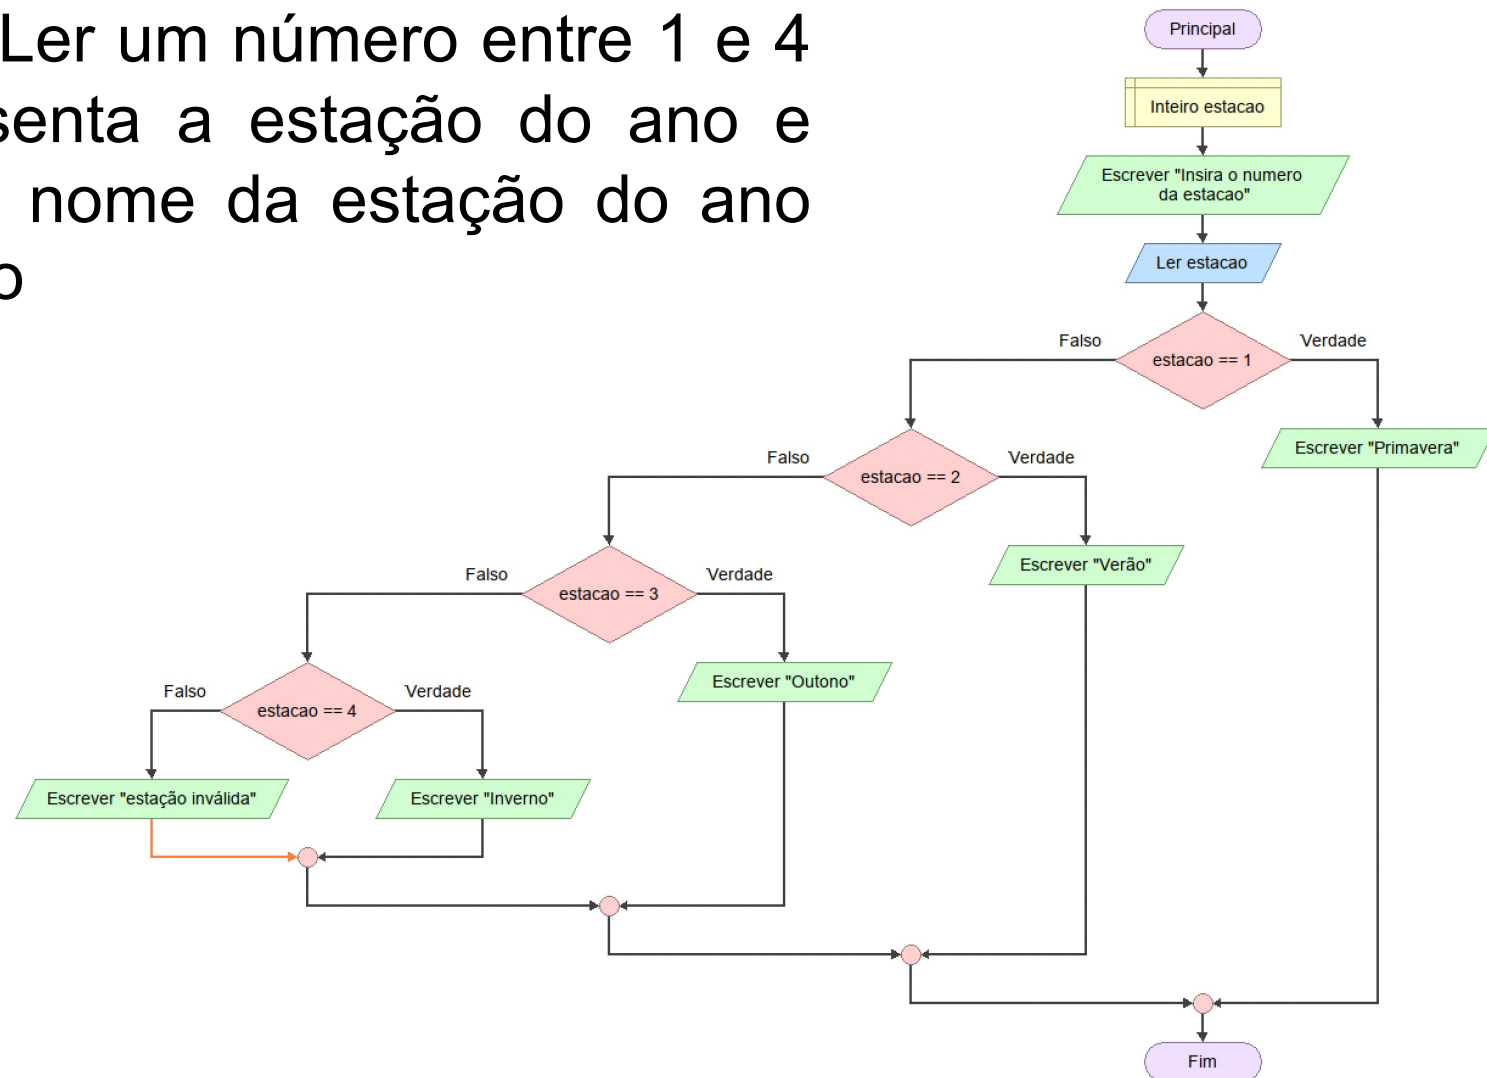 Ler um número entre 1 e 4
senta a estação do ano e
nome da estação do ano
o
Principal
Inteiro estacao
Escrever "Insira o numero
da estacao"
Ler estacao
Falso
estacao == 1
Verdade
Escrever "Primavera"
Falso
estacao == 2
Verdade
Escrever "Verão"
Falso
estacao == 3
Verdade
Escrever "Outono"
Falso
estacao == 4
Verdade
Escrever "estação inválida"
Escrever "Inverno"
Fim